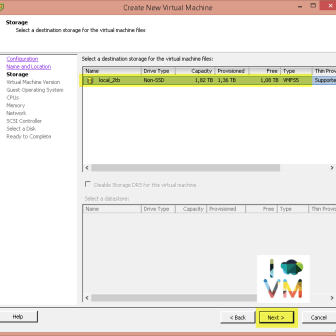 Create New Virtual Machine
Storage
Select a destination storage for the virtual machine files
Configuration
Name and Location
Storage
Virtual Machine Version
Guest Operating System
CPUs
Memory
Network
SCSI Controller
Select a Disk
Ready to Complete
Select a destination storage for the virtual machine files:
Name Drive Type Capacity Provisioned Free Type Thin Provis
local_2tb Non-SSD 1,82 TB 1,36 TB 1,08 TB VMFS5 Supporte
Disable Storage DRS for this virtual machine
Select a datastore:
Name Drive Type Capacity Provisioned Free Type Thin Provis
I
VM
Help < Back Next > Cancel